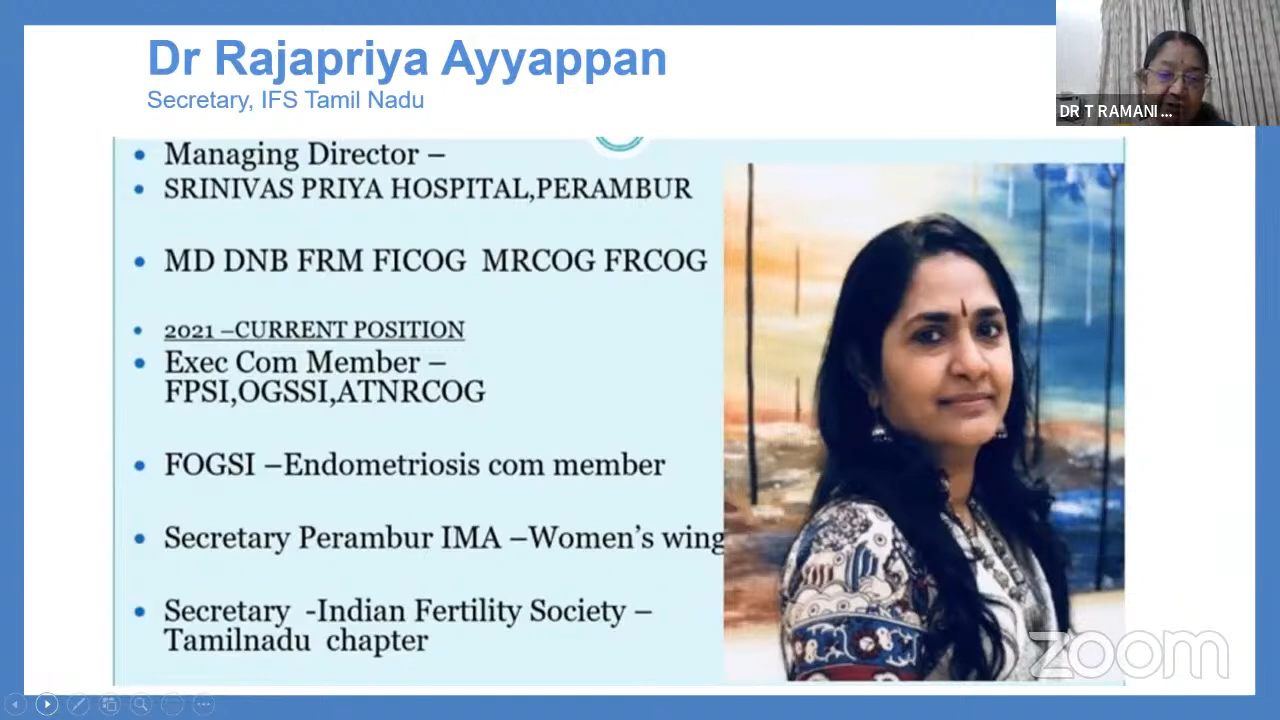 Dr Rajapriya Ayyappan
Secretary, IFS Tamil Nadu
DR T RAMANI ...
• Managing Director –
• SRINIVAS PRIYA HOSPITAL,PERAMBUR
• MD DNB FRM FICOG MRCOG FRCOG
• 2021 –CURRENT POSITION
• Exec Com Member –
FPSI,OGSSI,ATNRCOG
• FOGSI –Endometriosis com member
• Secretary Perambur IMA –Women's wing
• Secretary -Indian Fertility Society –
Tamilnadu chapter
zoom